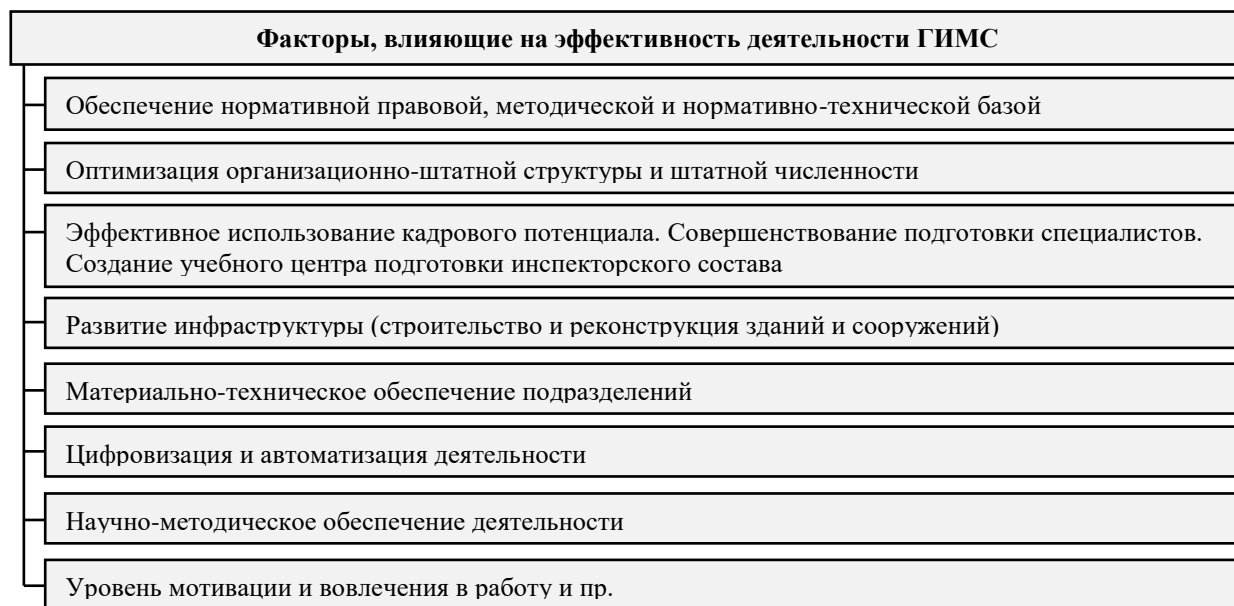 Факторы, влияющие на эффективность деятельности ГИМС
Обеспечение нормативной правовой, методической и нормативно-технической базой
Оптимизация организационно-штатной структуры и штатной численности
Эффективное использование кадрового потенциала. Совершенствование подготовки специалистов.
Создание учебного центра подготовки инспекторского состава
Развитие инфраструктуры (строительство и реконструкция зданий и сооружений)
Материально-техническое обеспечение подразделений
Цифровизация и автоматизация деятельности
Научно-методическое обеспечение деятельности
Уровень мотивации и вовлечения в работу и пр.